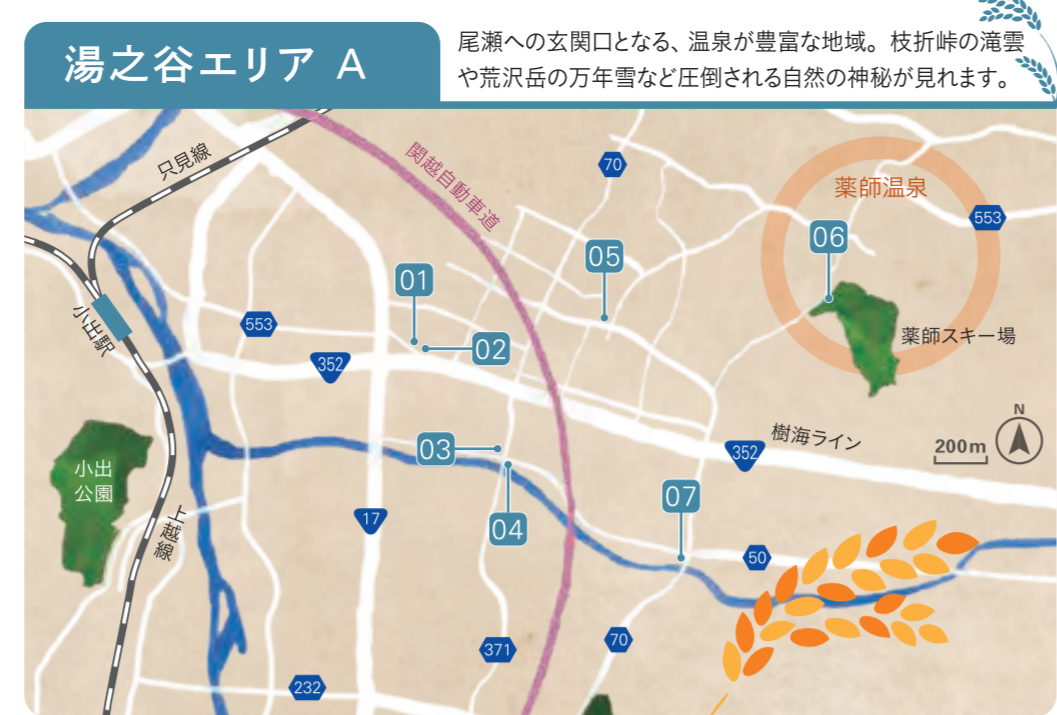 湯之谷エリア A
尾瀬への玄関口となる、温泉が豊富な地域。枝折峠の滝雲
や荒沢岳の万年雪など圧倒される自然の神秘が見れます。
只見線
関越自動車道
70
薬師温泉
553
06
05
01
小出駅
553
02
352
薬師スキー場
N
200m
樹海ライン
352
03
小出
公園
07
17
04
上越線
50
371
70
232